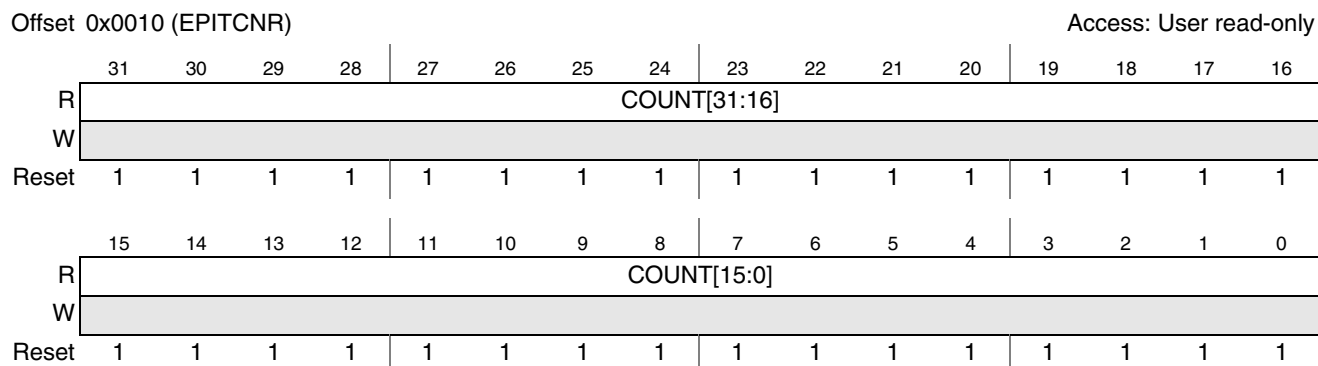 Offset 0x0010 (EPITCNR) Access: User read-only
31 30 29 28 27 26 25 24 23 22 21 20 19 18 17 16
R COUNT[31:16]
W
Reset 1 1 1 1 1 1 1 1 1 1 1 1 1 1 1 1
15 14 13 12 11 10 9 8 7 6 5 4 3 2 1 0
R COUNT[15:0]
W
Reset 1 1 1 1 1 1 1 1 1 1 1 1 1 1 1 1